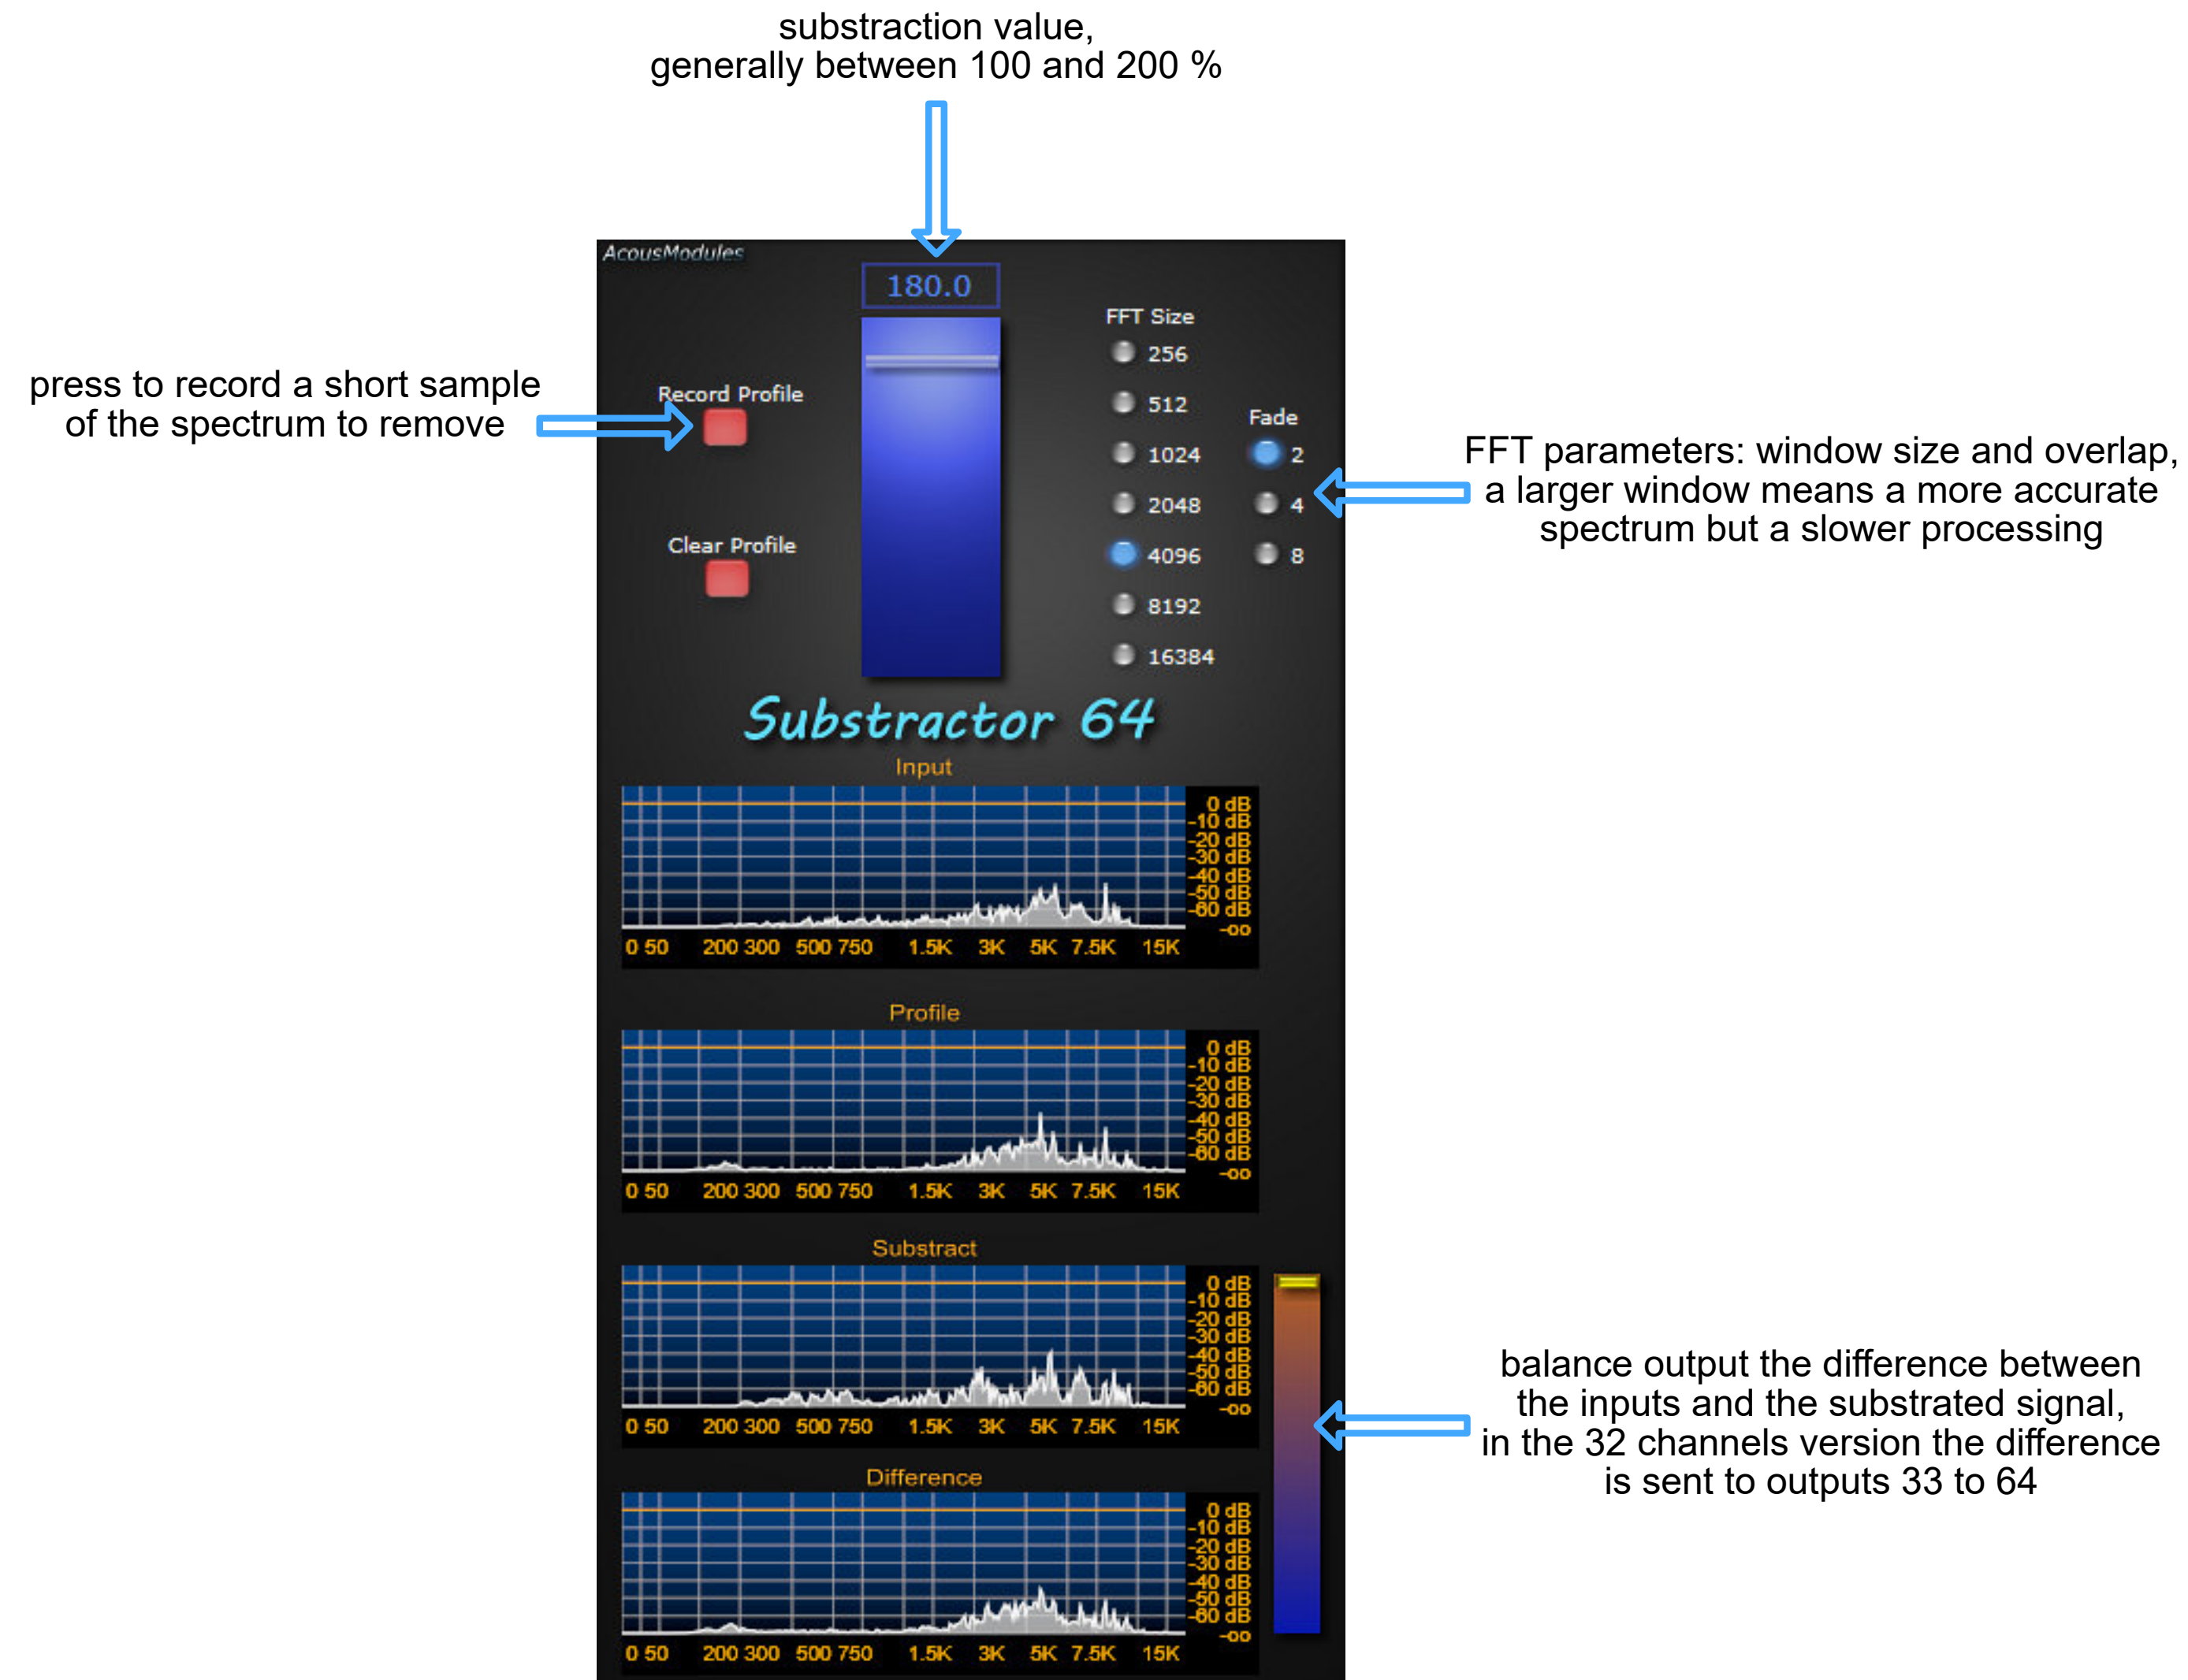 substraction value,
generally between 100 and 200 %
AcousModules
180.0
FFT Size
256
512
1024
2048
4096
8192
16384
Fade
2
4
8
Record Profile
Clear Profile
press to record a short sample
of the spectrum to remove
FFT parameters: window size and overlap,
a larger window means a more accurate
spectrum but a slower processing
Substractor 64
Input
0 dB
-10 dB
-20 dB
-30 dB
-40 dB
-50 dB
-60 dB
-oo
0 50 200 300 500 750 1.5K 3K 5K 7.5K 15K
Profile
0 dB
-10 dB
-20 dB
-30 dB
-40 dB
-50 dB
-60 dB
-oo
0 50 200 300 500 750 1.5K 3K 5K 7.5K 15K
Substract
0 dB
-10 dB
-20 dB
-30 dB
-40 dB
-50 dB
-60 dB
-oo
0 50 200 300 500 750 1.5K 3K 5K 7.5K 15K
balance output the difference between
the inputs and the substrated signal,
in the 32 channels version the difference
is sent to outputs 33 to 64
Difference
0 dB
-10 dB
-20 dB
-30 dB
-40 dB
-50 dB
-60 dB
-oo
0 50 200 300 500 750 1.5K 3K 5K 7.5K 15K